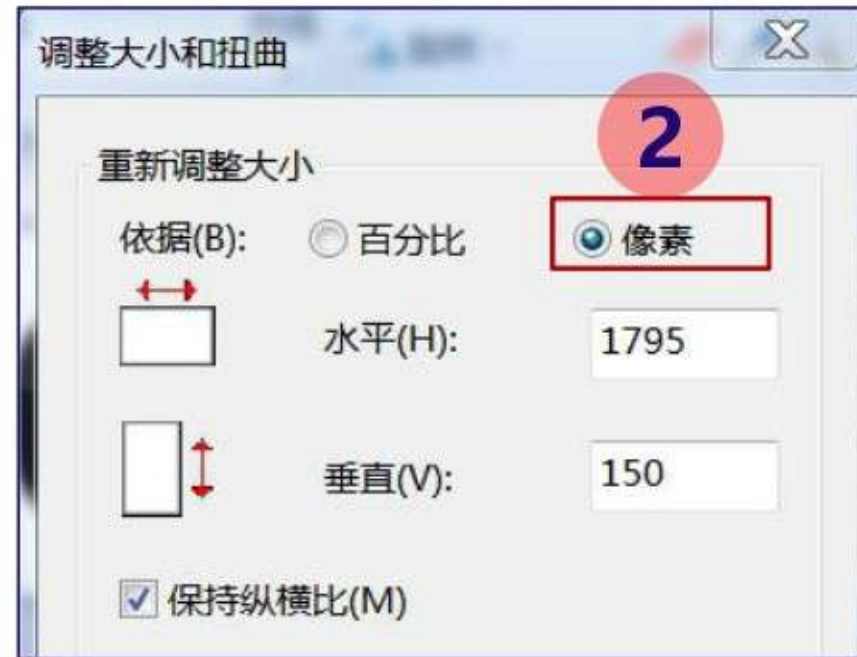 调整大小和扭曲
2
重新调整大小
依据(B): 百分比 像素
水平(H): 1795
垂直(V): 150
保持纵横比(M)